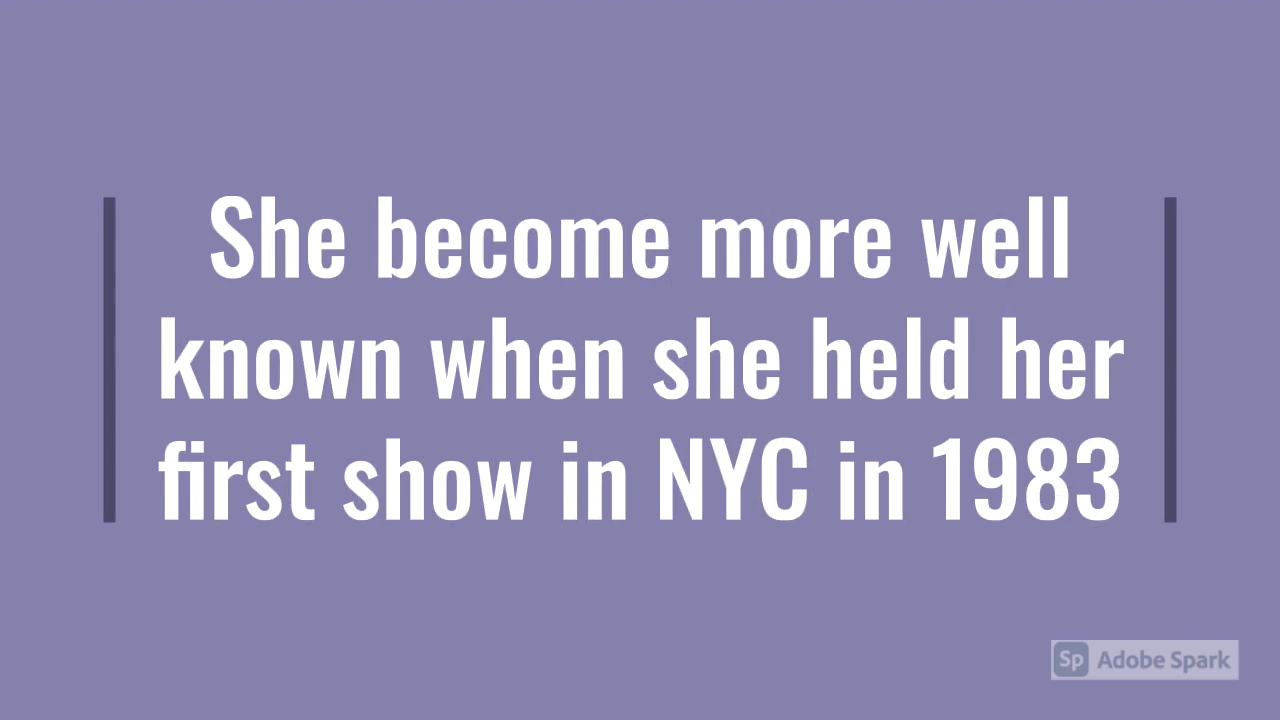 She become more well
known when she held her
first show in NYC in 1983
Sp Adobe Spark